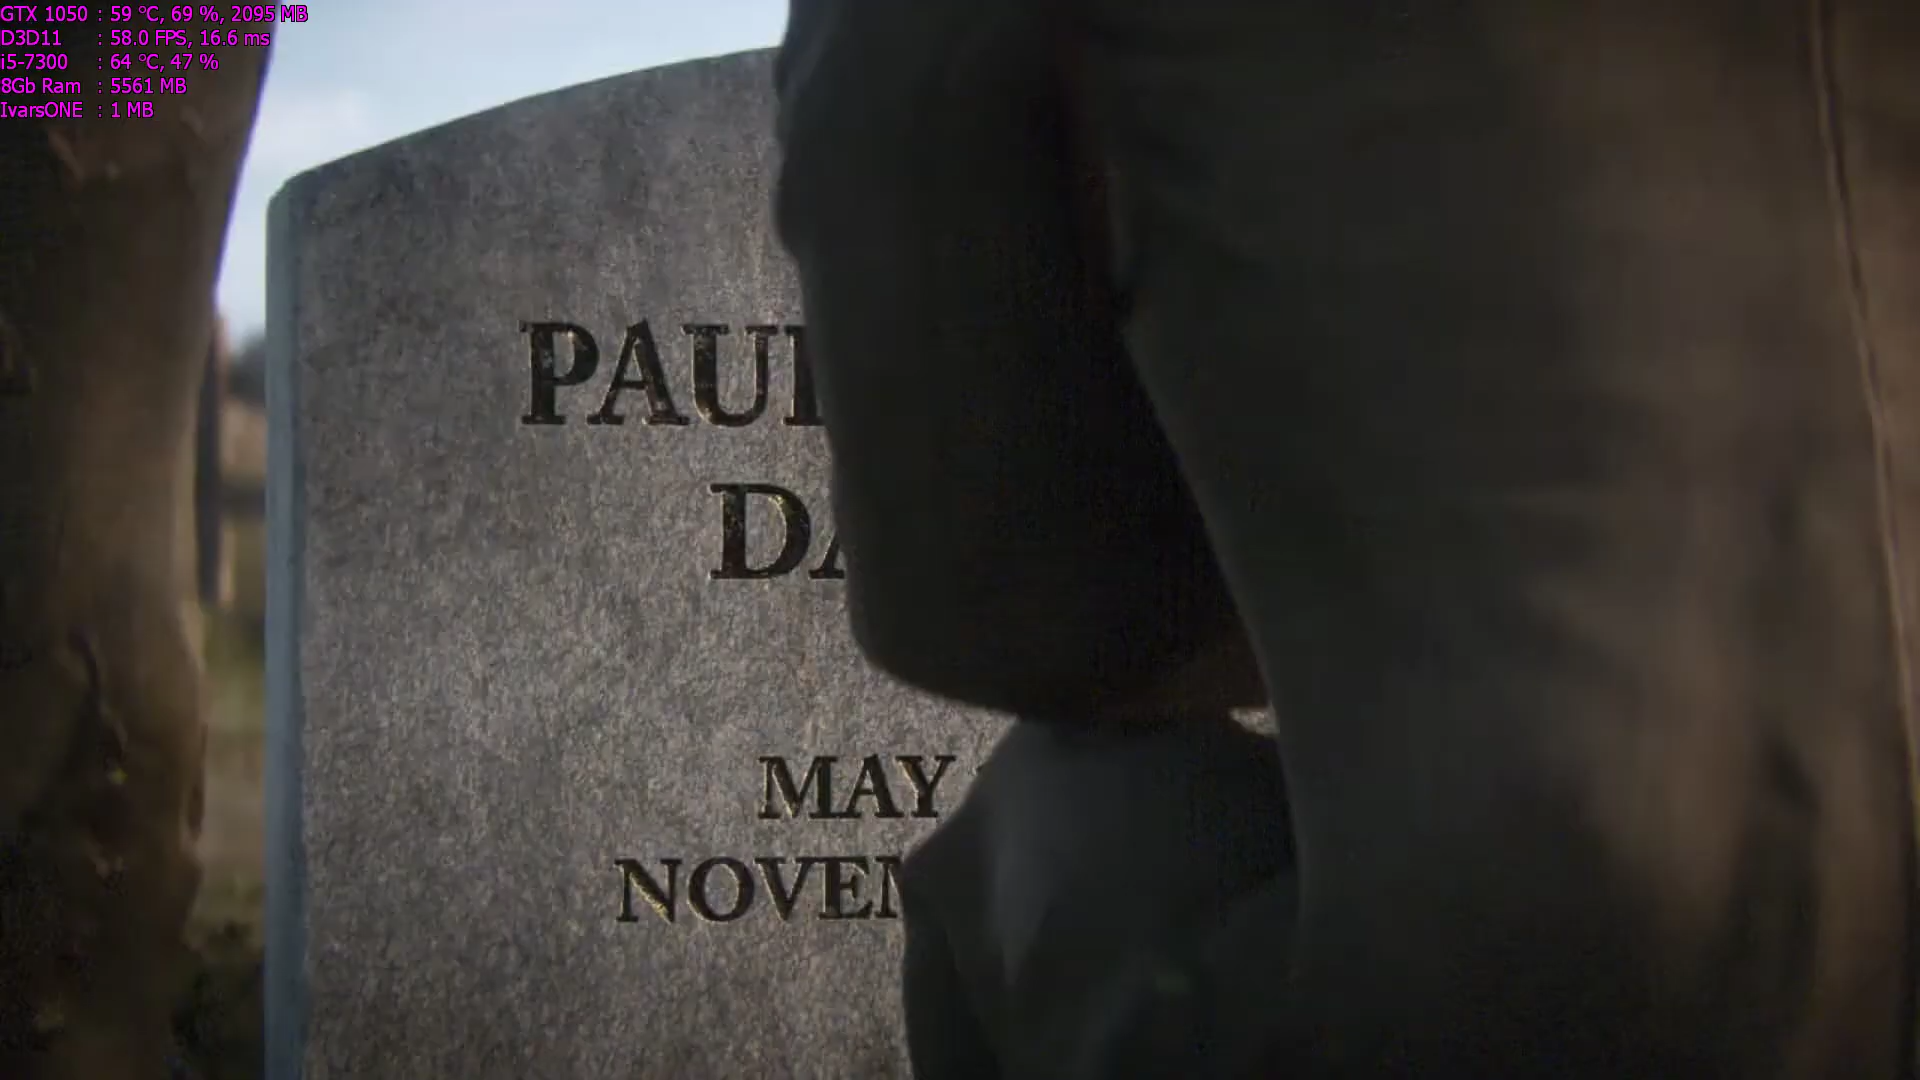 GTX 1050 : 59 °C, 69 %, 2095 MB
D3D11 : 58.0 FPS, 16.6 ms
i5-7300 : 64 °C, 47 %
8Gb Ram : 5561 MB
IvarsONE : 1 MB
PAU
DA
MAY
NOVEM